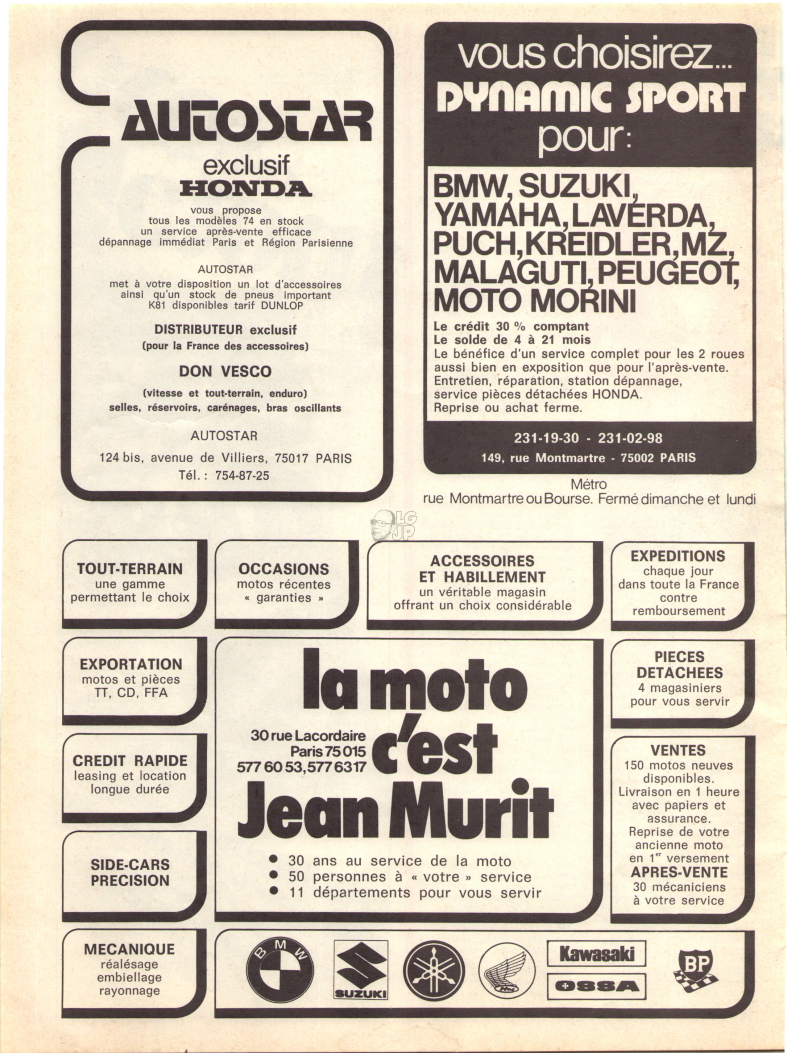 AUTOSTAR
exclusif
HONDA
vous propose
tous les modèles 74 en stock
un service après-vente efficace
dépannage immédiat Paris et Région Parisienne
AUTOSTAR
met à votre disposition un lot d'accessoires
ainsi qu'un stock de pneus important
K81 disponibles tarif DUNLOP
DISTRIBUTEUR exclusif
(pour la France des accessoires)
DON VESCO
(vitesse et tout-terrain, enduro)
selles, réservoirs, carénages, bras oscillants
AUTOSTAR
124 bis, avenue de Villiers, 75017 PARIS
Tél. : 754-87-25
vous choisirez...
DYNAMIC SPORT
pour:
BMW, SUZUKI,
YAMAHA, LAVERDA,
PUCH, KREIDLER, MZ,
MALAGUTI, PEUGEOT,
MOTO MORINI
Le crédit 30 % comptant
Le solde de 4 à 21 mois
Le bénéfice d'un service complet pour les 2 roues
aussi bien en exposition que pour l'après-vente.
Entretien, réparation, station dépannage,
service pièces détachées HONDA.
Reprise ou achat ferme.
231-19-30 - 231-02-98
149, rue Montmartre - 75002 PARIS
Métro
rue Montmartre ou Bourse. Fermé dimanche et lundi
LG
JP
TOUT-TERRAIN
une gamme
permettant le choix
OCCASIONS
motos récentes
« garanties »
ACCESSOIRES
ET HABILLEMENT
un véritable magasin
offrant un choix considérable
EXPEDITIONS
chaque jour
dans toute la France
contre
remboursement
EXPORTATION
motos et pièces
TT, CD, FFA
CREDIT RAPIDE
leasing et location
longue durée
SIDE-CARS
PRECISION
MECANIQUE
réalésage
embiellage
rayonnage
la moto
c'est
30 rue Lacordaire
Paris 75 015
577 60 53, 577 63 17
Jean Murit
• 30 ans au service de la moto
• 50 personnes à « votre » service
• 11 départements pour vous servir
PIECES
DETACHEES
4 magasiniers
pour vous servir
VENTES
150 motos neuves
disponibles.
Livraison en 1 heure
avec papiers et
assurance.
Reprise de votre
ancienne moto
en 1er versement
APRES-VENTE
30 mécaniciens
à votre service
BMW
SUZUKI
Kawasaki
OSSA
BP